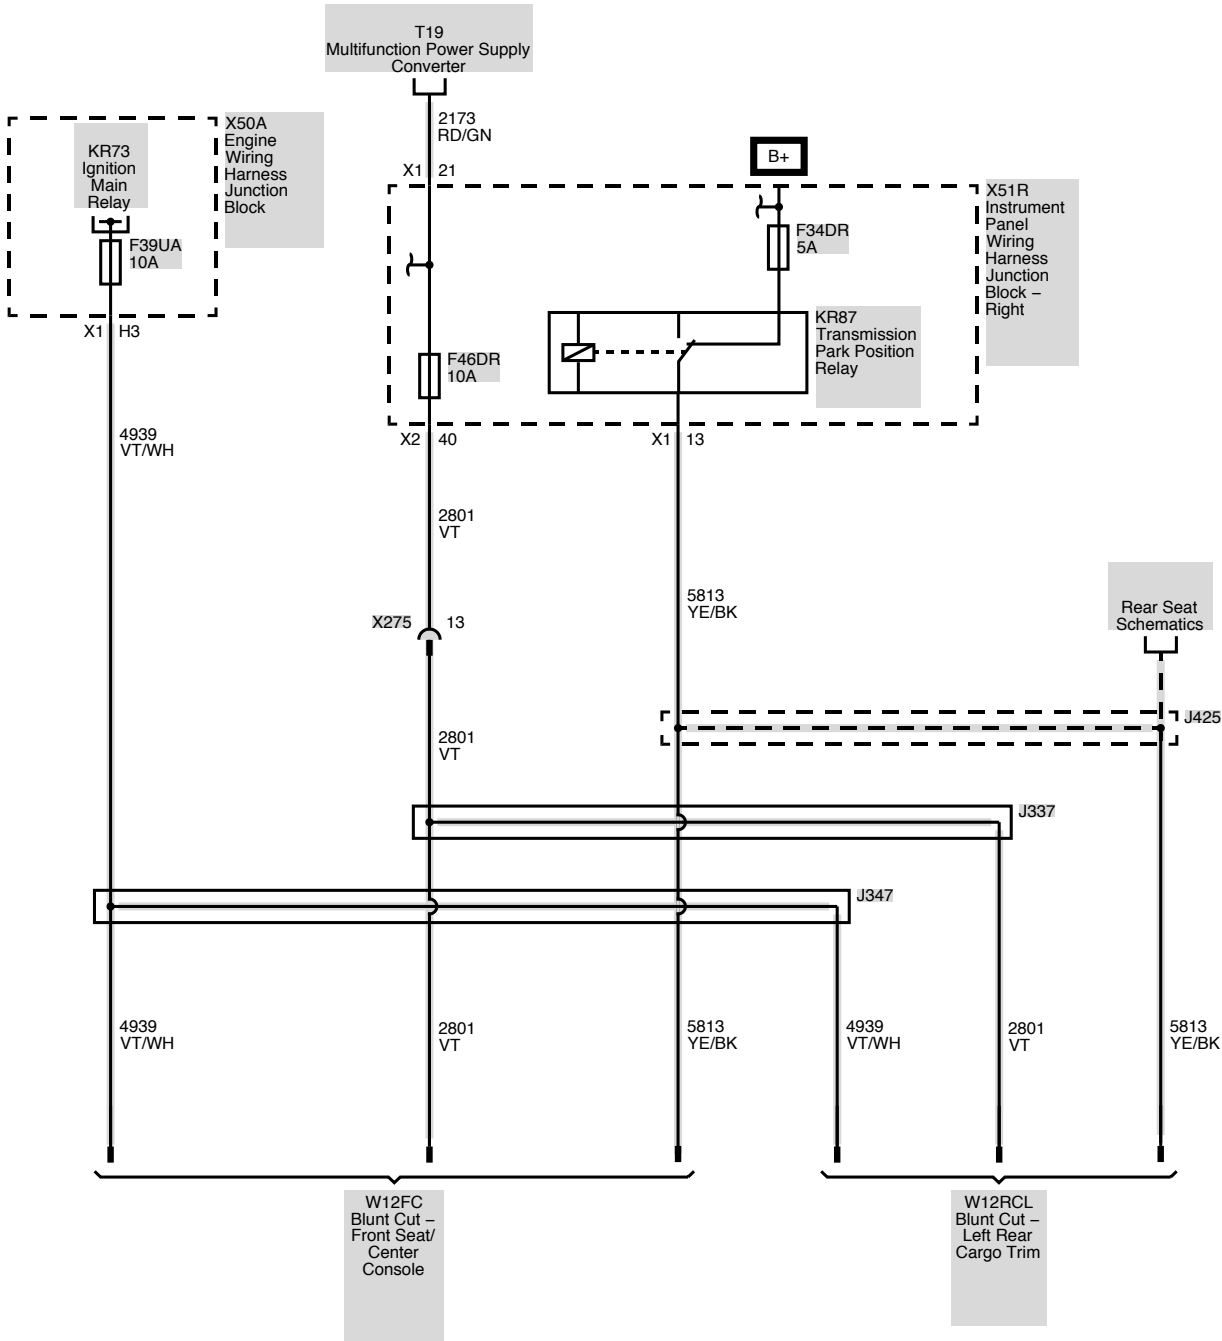 T19
Multifunction Power Supply
Converter
2173
RD/GN
X1 21
X50A
Engine
Wiring
Harness
Junction
Block
KR73
Ignition
Main
Relay
F39UA
10A
X1 H3
B+
X51R
Instrument
Panel
Wiring
Harness
Junction
Block –
Right
F34DR
5A
KR87
Transmission
Park Position
Relay
F46DR
10A
X2 40
X1 13
4939
VT/WH
2801
VT
5813
YE/BK
X275 13
Rear Seat
Schematics
J425
2801
VT
J337
J347
4939
VT/WH
2801
VT
5813
YE/BK
4939
VT/WH
2801
VT
5813
YE/BK
W12FC
Blunt Cut –
Front Seat/
Center
Console
W12RCL
Blunt Cut –
Left Rear
Cargo Trim